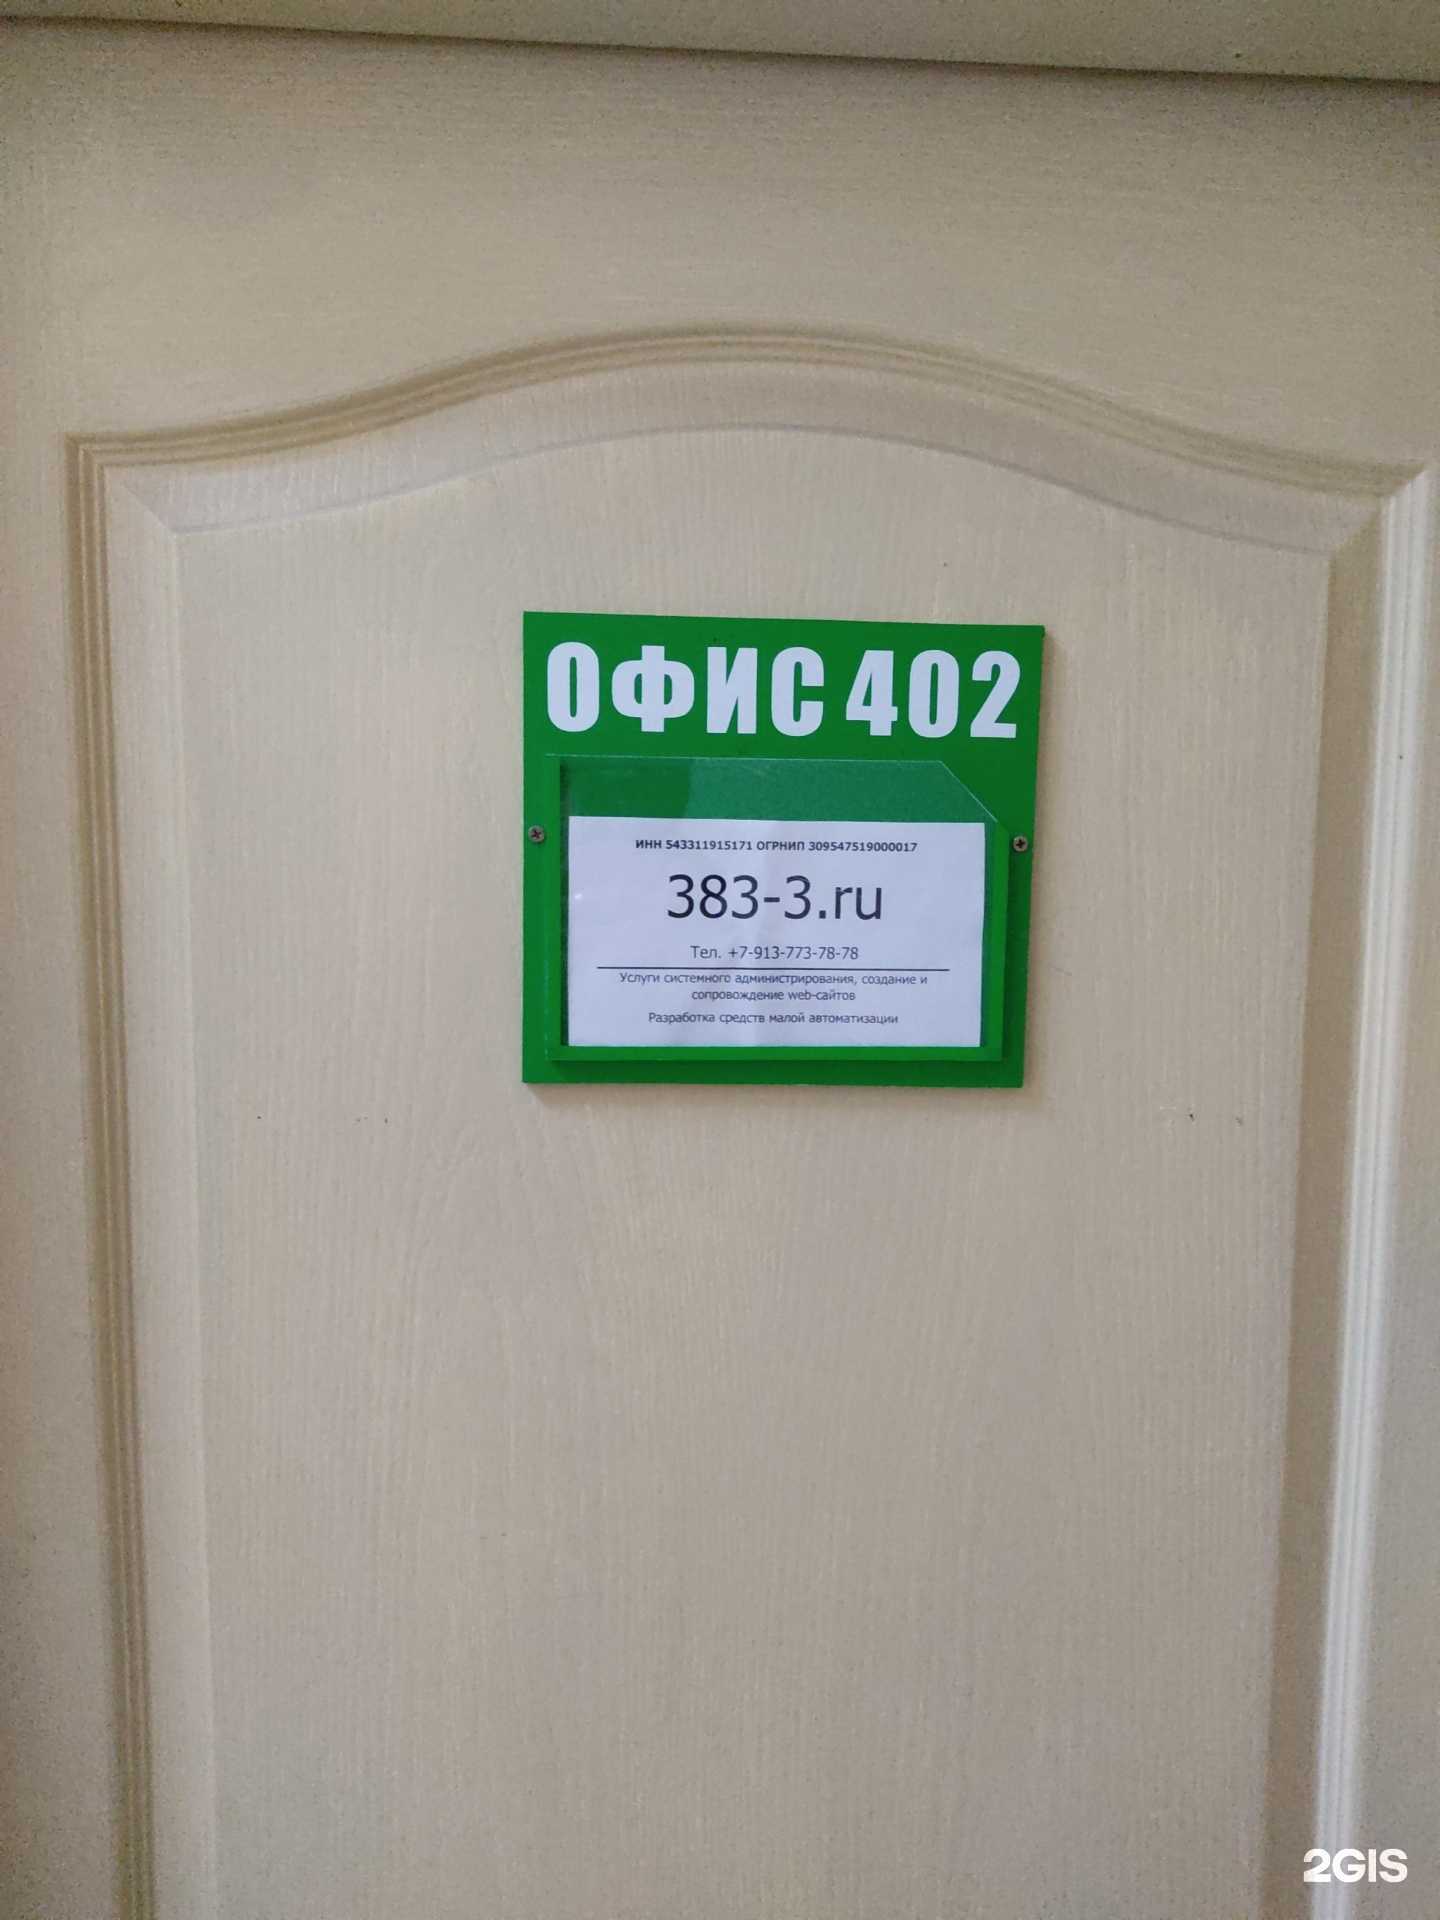 ОФИС 402
ИНН 543311915171 ОГРНИП 309547519000017
383-3.ru
Тел. +7-913-773-78-78
Услуги системного администрирования, создание и
сопровождение web-сайтов
Разработка средств малой автоматизации
2GIS